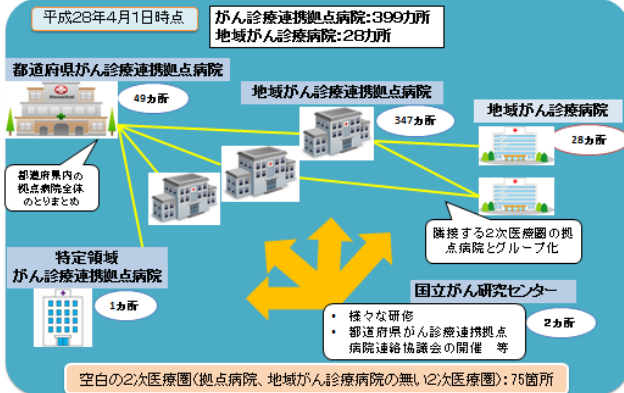 平成28年4月1日時点
がん診療連携拠点病院:399カ所
地域がん診療病院:28カ所
都道府県がん診療連携拠点病院
49カ所
Hospital
地域がん診療連携拠点病院
347カ所
地域がん診療病院
28カ所
都道府県内の
拠点病院全体
のとりまとめ
隣接する2次医療圏の拠
点病院とグループ化
特定領域
がん診療連携拠点病院
1カ所
国立がん研究センター
2カ所
• 様々な研修
• 都道府県がん診療連携拠点
病院連絡協議会の開催 等
空白の2次医療圏(拠点病院、地域がん診療病院の無い2次医療圏):75箇所